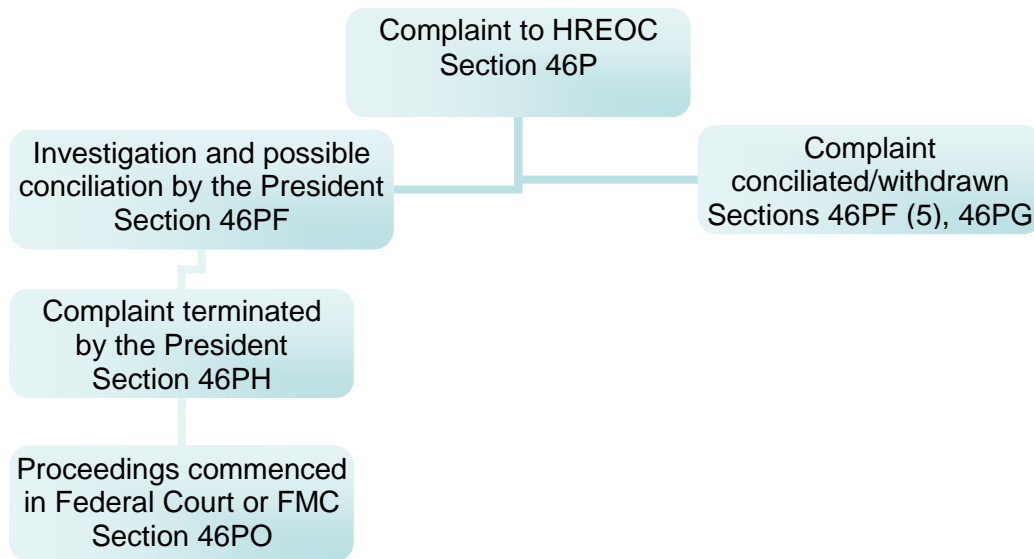 Complaint to HREOC
Section 46P
Investigation and possible
conciliation by the President
Section 46PF
Complaint
conciliated/withdrawn
Sections 46PF (5), 46PG
Complaint terminated
by the President
Section 46PH
Proceedings commenced
in Federal Court or FMC
Section 46PO